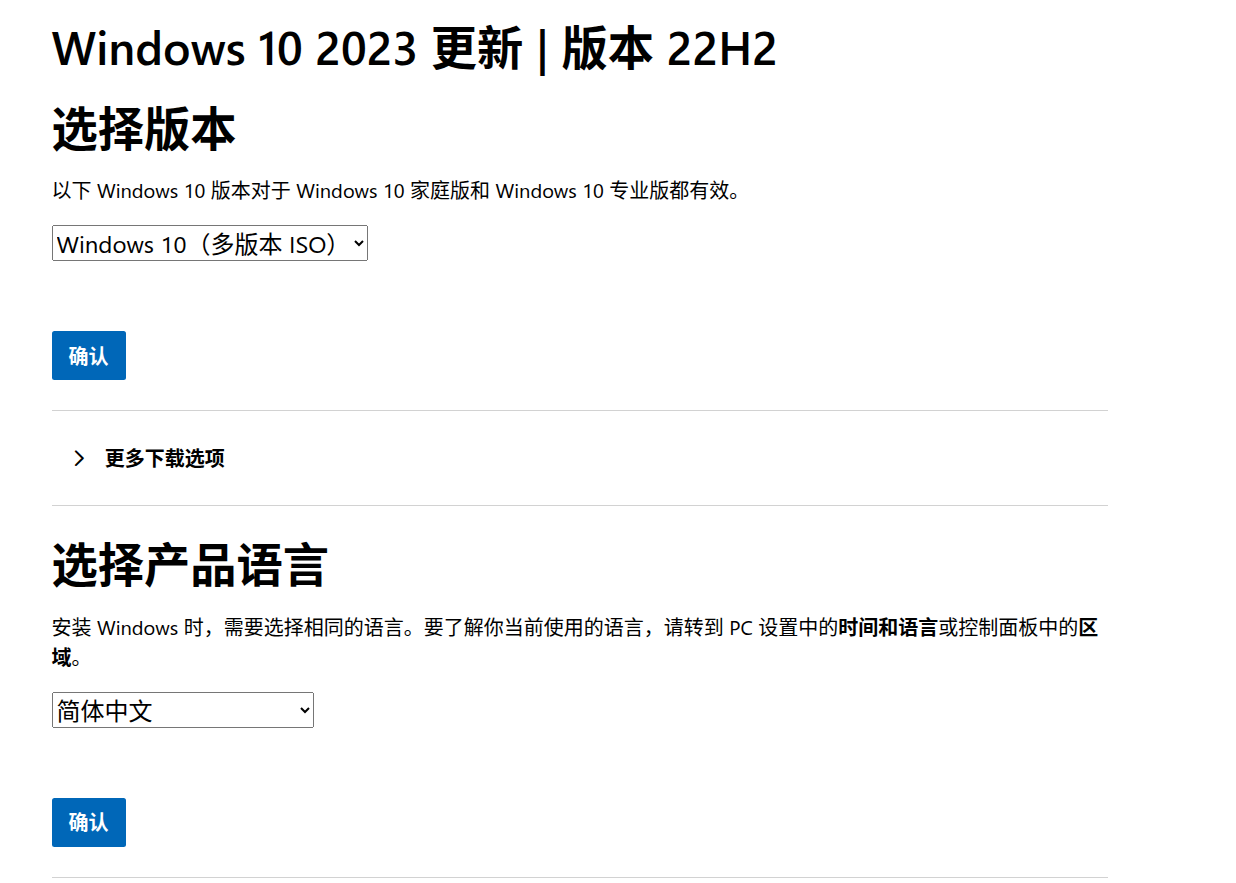 Windows 10 2023 更新 | 版本 22H2
选择版本
以下 Windows 10 版本对于 Windows 10 家庭版和 Windows 10 专业版都有效。
Windows 10（多版本 ISO）
确认
更多下载选项
选择产品语言
安装 Windows 时，需要选择相同的语言。要了解你当前使用的语言，请转到 PC 设置中的时间和语言或控制面板中的区
域。
简体中文
确认